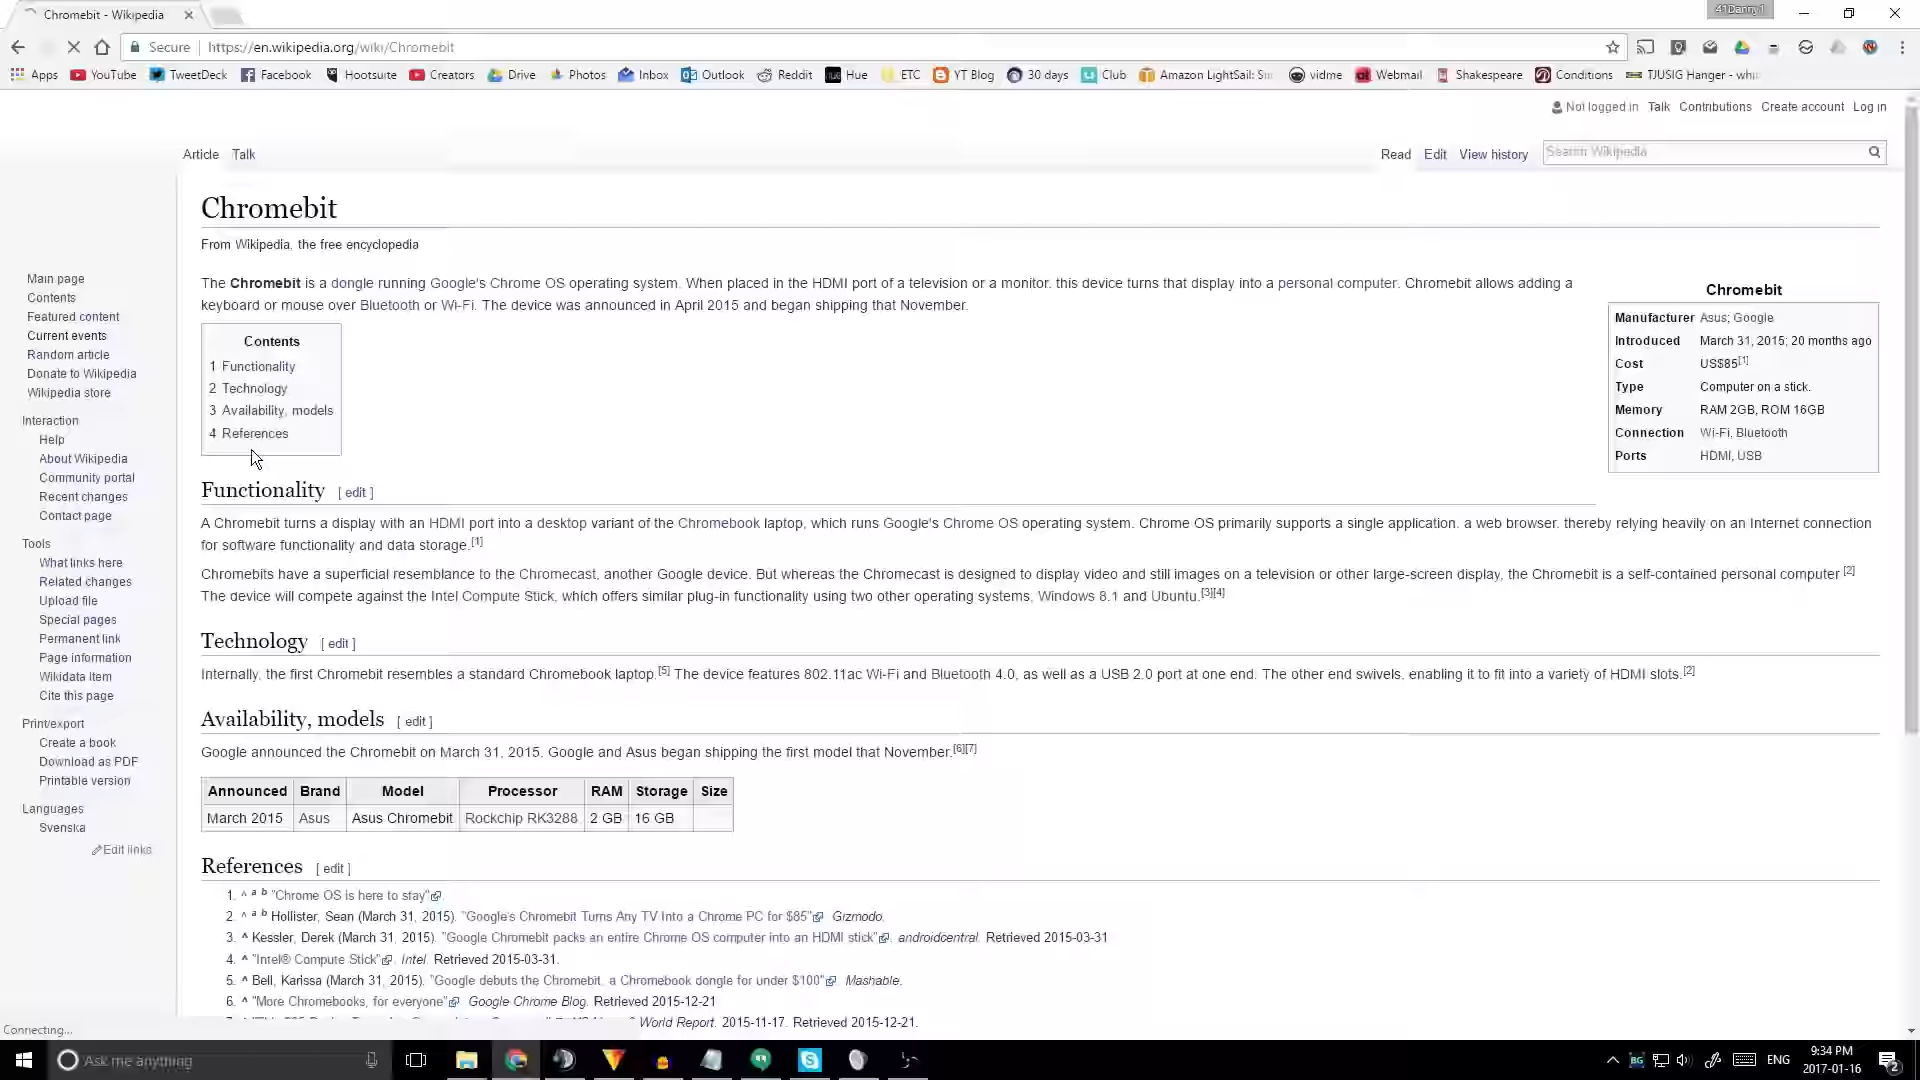 Chromebit - Wikipedia
41Danny1
Secure https://en.wikipedia.org/wiki/Chromebit
Apps YouTube TweetDeck Facebook Hootsuite Creators Drive Photos Inbox Outlook Reddit Hue ETC YT Blog 30 days Club Amazon LightSail: vidme Webmail Shakespeare Conditions TJUSIG Hanger -
Not logged in Talk Contributions Create account Log in
Article Talk
Read Edit View history Search Wikipedia
Chromebit
From Wikipedia, the free encyclopedia
The Chromebit is a dongle running Google's Chrome OS operating system. When placed in the HDMI port of a television or a monitor, this device turns that display into a personal computer. Chromebit allows adding a
keyboard or mouse over Bluetooth or Wi-Fi. The device was announced in April 2015 and began shipping that November.
Chromebit
Manufacturer Asus; Google
Introduced March 31, 2015; 20 months ago
Cost US$85[1]
Type Computer on a stick.
Memory RAM 2GB, ROM 16GB
Connection Wi-Fi, Bluetooth
Ports HDMI, USB
Contents
1 Functionality
2 Technology
3 Availability, models
4 References
Main page
Contents
Featured content
Current events
Random article
Donate to Wikipedia
Wikipedia store
Interaction
Help
About Wikipedia
Community portal
Recent changes
Contact page
Tools
What links here
Related changes
Upload file
Special pages
Permanent link
Page information
Wikidata item
Cite this page
Print/export
Create a book
Download as PDF
Printable version
Languages
Svenska
Edit links
Functionality [ edit ]
A Chromebit turns a display with an HDMI port into a desktop variant of the Chromebook laptop, which runs Google's Chrome OS operating system. Chrome OS primarily supports a single application, a web browser, thereby relying heavily on an Internet connection
for software functionality and data storage.[1]
Chromebits have a superficial resemblance to the Chromecast, another Google device. But whereas the Chromecast is designed to display video and still images on a television or other large-screen display, the Chromebit is a self-contained personal computer.[2]
The device will compete against the Intel Compute Stick, which offers similar plug-in functionality using two other operating systems, Windows 8.1 and Ubuntu.[3][4]
Technology [ edit ]
Internally, the first Chromebit resembles a standard Chromebook laptop.[5] The device features 802.11ac Wi-Fi and Bluetooth 4.0, as well as a USB 2.0 port at one end. The other end swivels, enabling it to fit into a variety of HDMI slots.[2]
Availability, models [ edit ]
Google announced the Chromebit on March 31, 2015. Google and Asus began shipping the first model that November.[6][7]
Announced Brand Model Processor RAM Storage Size
March 2015 Asus Asus Chromebit Rockchip RK3288 2 GB 16 GB
References [ edit ]
1. ^ a b "Chrome OS is here to stay".
2. ^ a b Hollister, Sean (March 31, 2015). "Google's Chromebit Turns Any TV Into a Chrome PC for $85". Gizmodo.
3. ^ Kessler, Derek (March 31, 2015). "Google Chromebit packs an entire Chrome OS computer into an HDMI stick". androidcentral. Retrieved 2015-03-31
4. ^ "Intel® Compute Stick". Intel. Retrieved 2015-03-31.
5. ^ Bell, Karissa (March 31, 2015). "Google debuts the Chromebit, a Chromebook dongle for under $100". Mashable.
6. ^ "More Chromebooks, for everyone". Google Chrome Blog. Retrieved 2015-12-21
World Report. 2015-11-17. Retrieved 2015-12-21.
Connecting...
Ask me anything
ENG
9:34 PM
2017-01-16
2